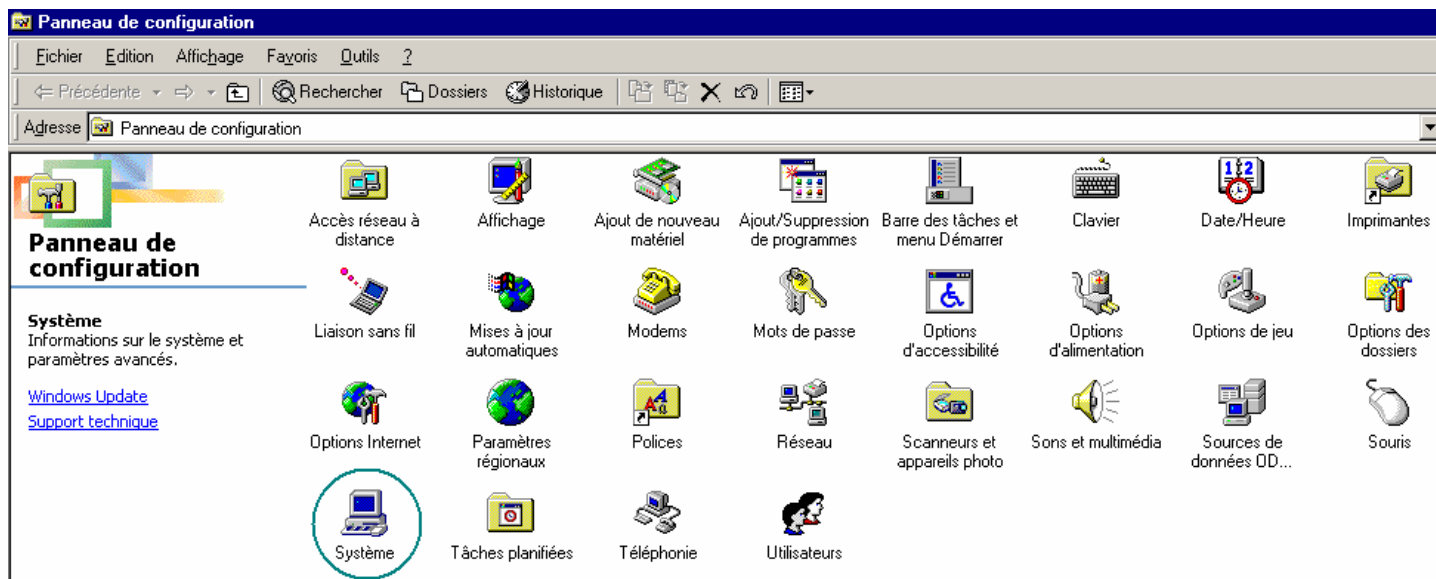 Panneau de configuration
Fichier Edition Affichage Favoris Outils ?
Précédente Rechercher Dossiers Historique
Adresse Panneau de configuration
Panneau de
configuration
Système
Informations sur le système et
paramètres avancés.
Windows Update
Support technique
Accès réseau à
distance
Affichage
Ajout de nouveau
matériel
Ajout/Suppression
de programmes
Barre des tâches et
menu Démarrer
Clavier
Date/Heure
Imprimantes
Liaison sans fil
Mises à jour
automatiques
Modems
Mots de passe
Options
d'accessibilité
Options
d'alimentation
Options de jeu
Options des
dossiers
Options Internet
Paramètres
régionaux
Polices
Réseau
Scanneurs et
appareils photo
Sons et multimédia
Sources de
données OD...
Souris
Système
Tâches planifiées
Téléphonie
Utilisateurs